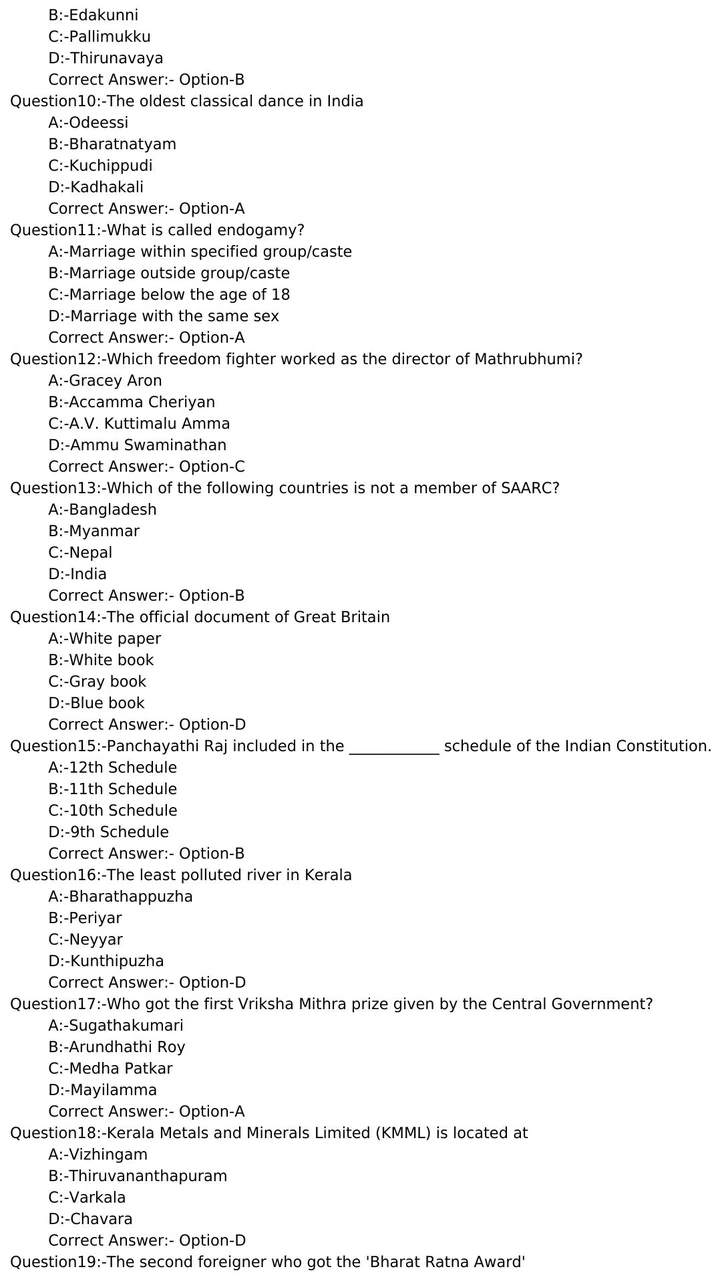 B:-Edakunni
C:-Pallimukku
D:-Thirunavaya
Correct Answer:- Option-B
Question10:-The oldest classical dance in India
A:-Odeessi
B:-Bharatnatyam
C:-Kuchippudi
D:-Kadhakali
Correct Answer:- Option-A
Question11:-What is called endogamy?
A:-Marriage within specified group/caste
B:-Marriage outside group/caste
C:-Marriage below the age of 18
D:-Marriage with the same sex
Correct Answer:- Option-A
Question12:-Which freedom fighter worked as the director of Mathrubhumi?
A:-Gracey Aron
B:-Accamma Cheriyan
C:-A.V. Kuttimalu Amma
D:-Ammu Swaminathan
Correct Answer:- Option-C
Question13:-Which of the following countries is not a member of SAARC?
A:-Bangladesh
B:-Myanmar
C:-Nepal
D:-India
Correct Answer:- Option-B
Question14:-The official document of Great Britain
A:-White paper
B:-White book
C:-Gray book
D:-Blue book
Correct Answer:- Option-D
Question15:-Panchayathi Raj included in the ____________ schedule of the Indian Constitution.
A:-12th Schedule
B:-11th Schedule
C:-10th Schedule
D:-9th Schedule
Correct Answer:- Option-B
Question16:-The least polluted river in Kerala
A:-Bharathappuzha
B:-Periyar
C:-Neyyar
D:-Kunthipuzha
Correct Answer:- Option-D
Question17:-Who got the first Vriksha Mithra prize given by the Central Government?
A:-Sugathakumari
B:-Arundhathi Roy
C:-Medha Patkar
D:-Mayilamma
Correct Answer:- Option-A
Question18:-Kerala Metals and Minerals Limited (KMML) is located at
A:-Vizhingam
B:-Thiruvananthapuram
C:-Varkala
D:-Chavara
Correct Answer:- Option-D
Question19:-The second foreigner who got the 'Bharat Ratna Award'